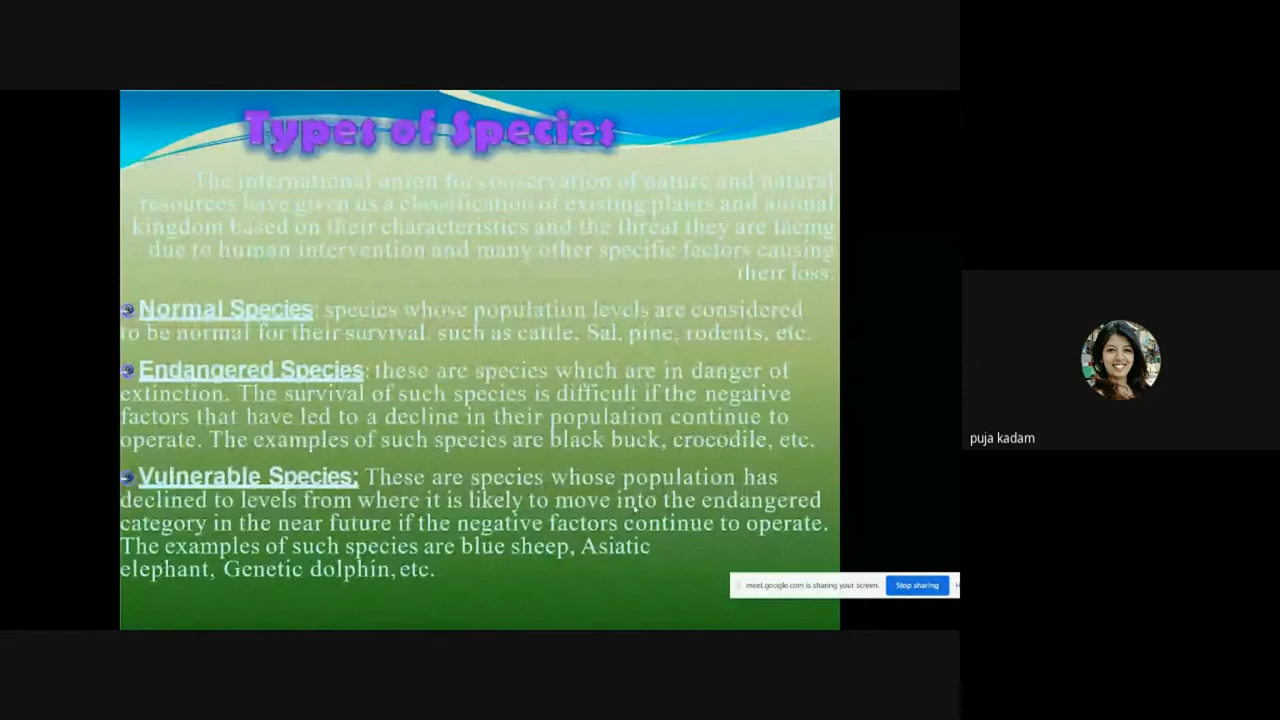 Types of Species
The international union for conservation of nature and natural
resources have given us a classification of existing plants and animal
kingdom based on their characteristics and the threat they are facing
due to human intervention and many other specific factors causing
their loss.
Normal Species: species whose population levels are considered
to be normal for their survival. such as cattle, Sal, pine, rodents, etc.
Endangered Species: these are species which are in danger of
extinction. The survival of such species is difficult if the negative
factors that have led to a decline in their population continue to
operate. The examples of such species are black buck, crocodile, etc.
Vulnerable Species: These are species whose population has
declined to levels from where it is likely to move into the endangered
category in the near future if the negative factors continue to operate.
The examples of such species are blue sheep, Asiatic
elephant, Genetic dolphin, etc.
meet.google.com is sharing your screen. Stop sharing H
puja kadam